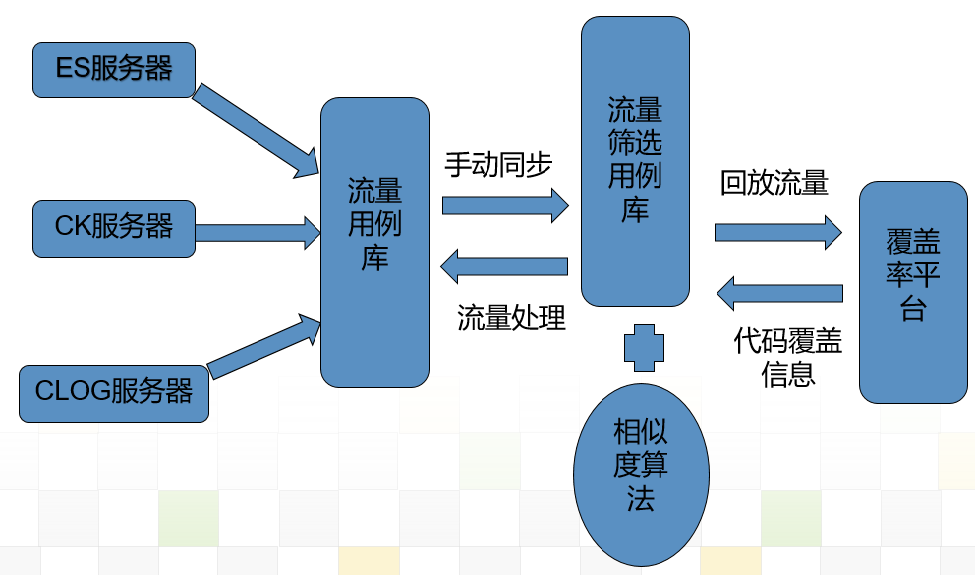 ES服务器
CK服务器
CLOG服务器
流量
用例
库
手动同步
流量处理
流量
筛选
用例
库
相似
度算
法
回放流量
代码覆盖
信息
覆盖
率平
台